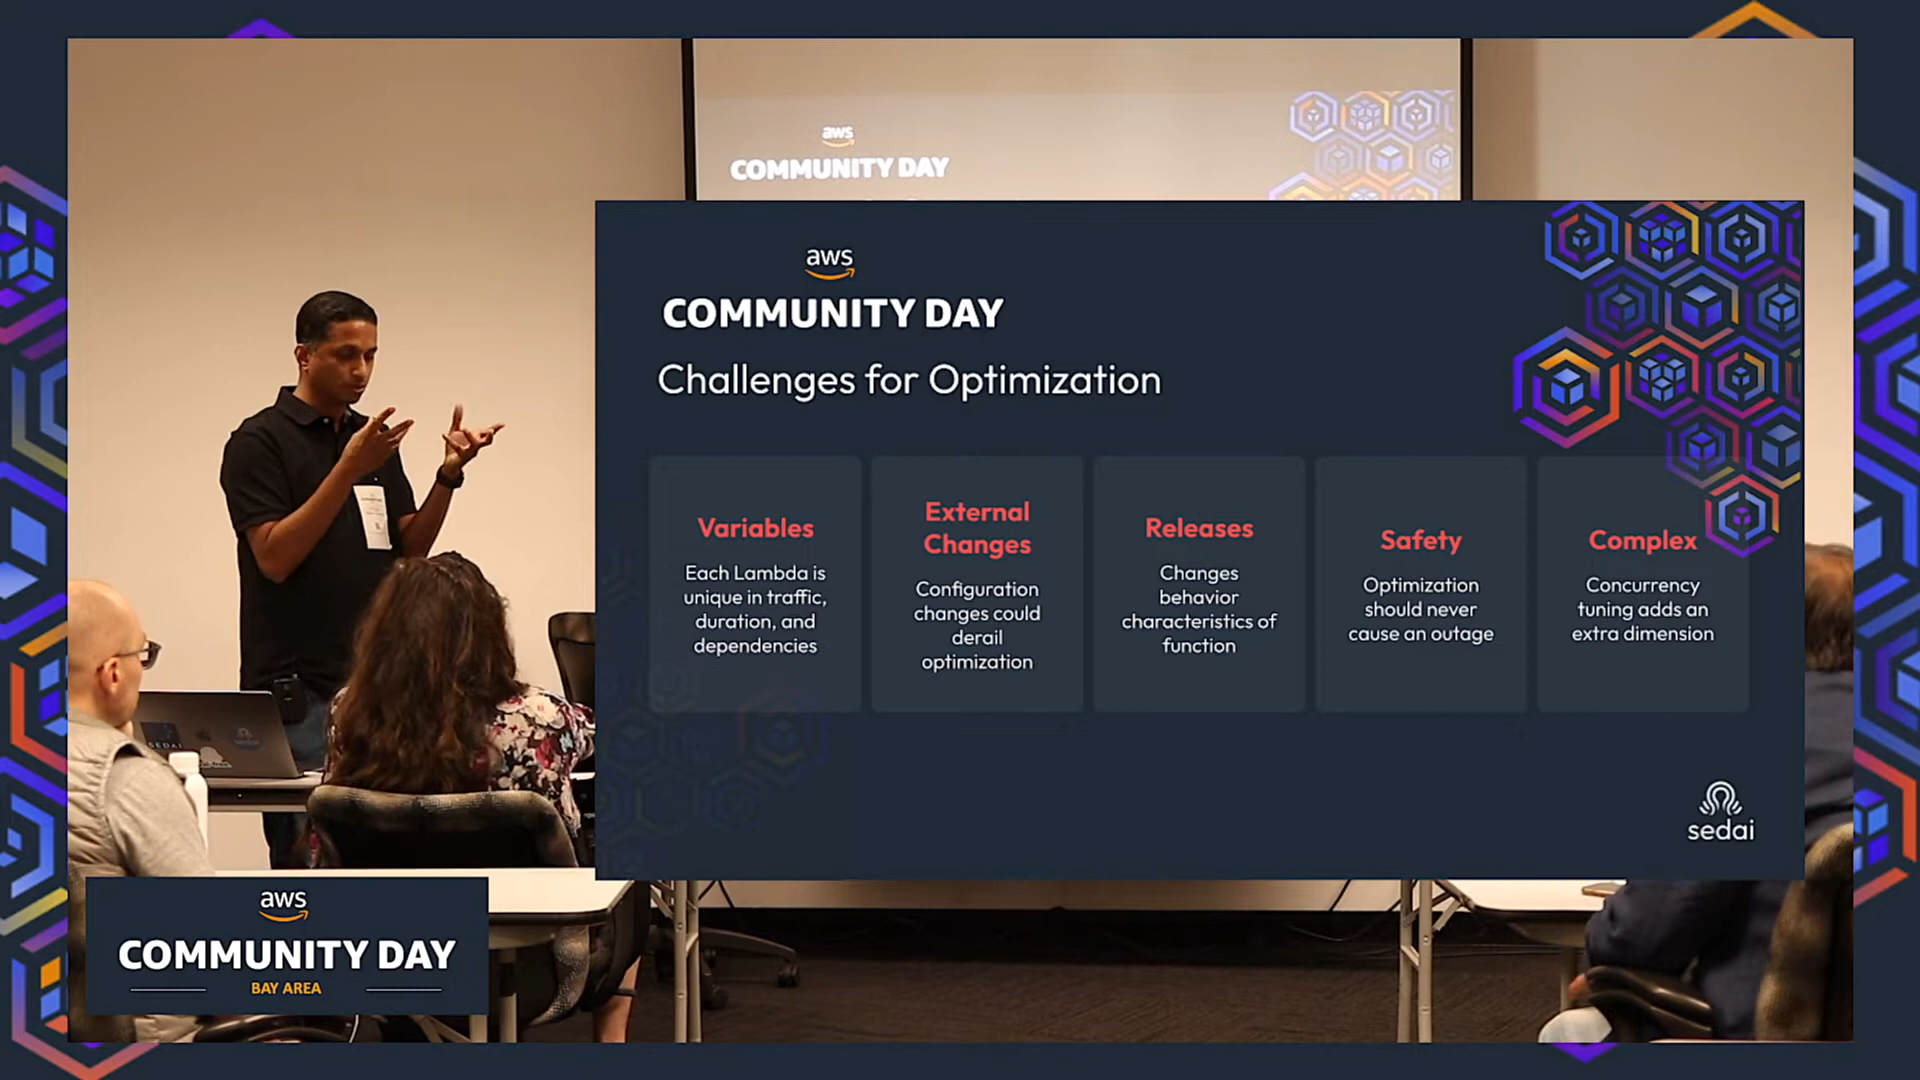 aws
COMMUNITY DAY
aws
COMMUNITY DAY
Challenges for Optimization
Variables
Each Lambda is
unique in traffic,
duration, and
dependencies
External
Changes
Configuration
changes could
derail
optimization
Releases
Changes
behavior
characteristics of
function
Safety
Optimization
should never
cause an outage
Complex
Concurrency
tuning adds an
extra dimension
sedai
SEDAI
aws
COMMUNITY DAY
BAY AREA